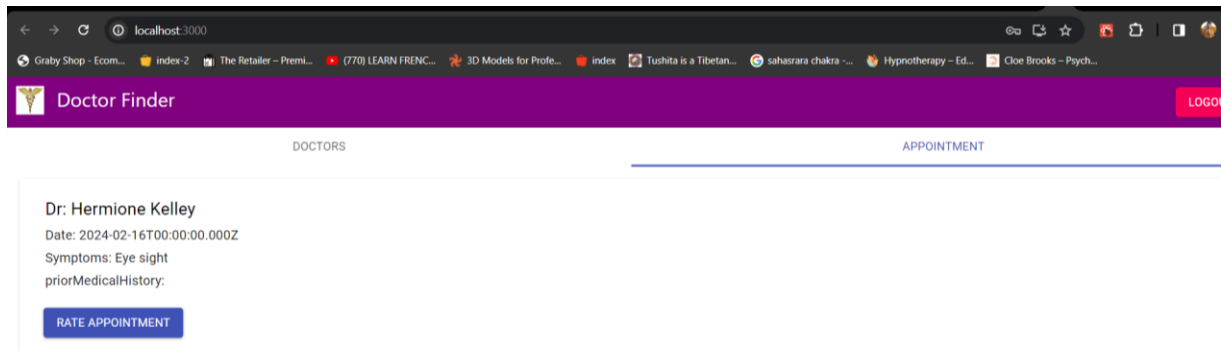 localhost:3000
Graby Shop - Ecom... index-2 The Retailer – Premi... (770) LEARN FRENC... 3D Models for Profe... index Tushita is a Tibetan... sahasrara chakra -... Hypnotherapy – Ed... Cloe Brooks – Psych...
Doctor Finder LOGOU
DOCTORS APPOINTMENT
Dr: Hermione Kelley
Date: 2024-02-16T00:00:00.000Z
Symptoms: Eye sight
priorMedicalHistory:
RATE APPOINTMENT